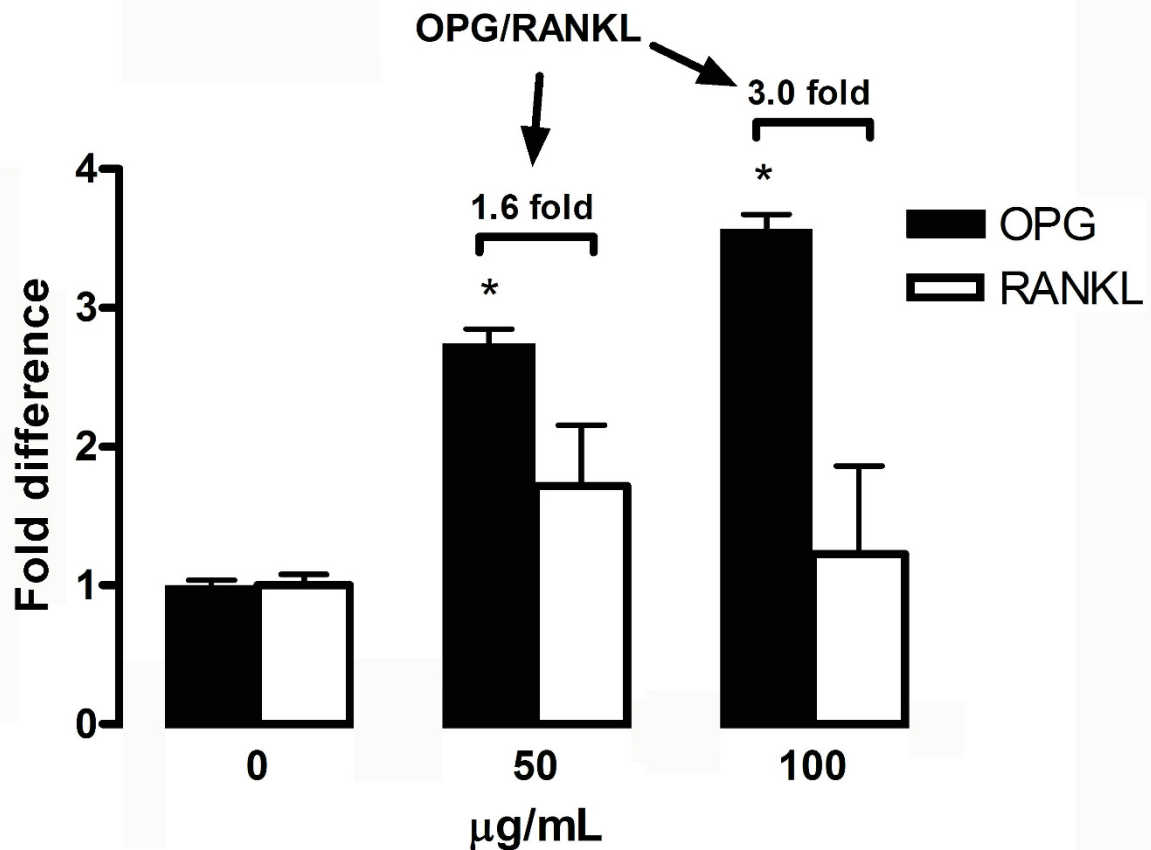 OPG/RANKL
3.0 fold
1.6 fold
*
*
OPG
RANKL
Fold difference
4
3
2
1
0
0 50 100
μg/mL